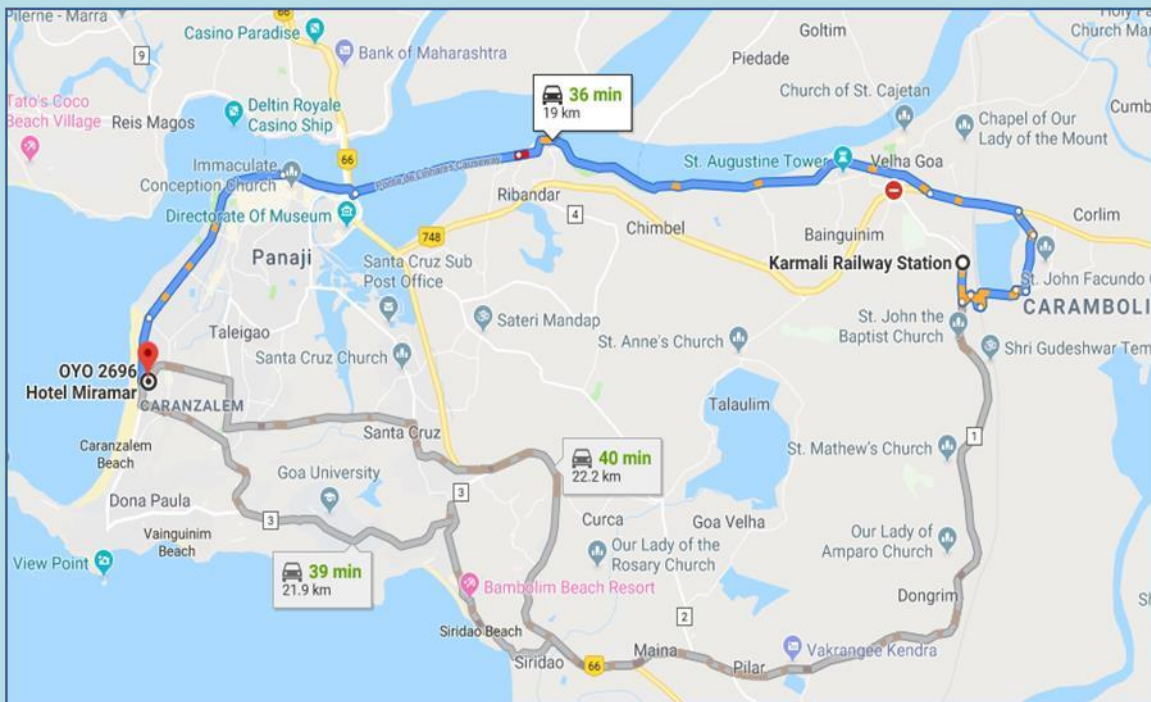 Pilerne - Marra
Casino Paradise
66
Bank of Maharashtra
Goltim
Church Mar
9
Piedade
Tato's Coco
Beach Village
Reis Magos
Deltin Royale
Casino Ship
36 min
19 km
Church of St. Cajetan
Cumb
Chapel of Our
Lady of the Mount
66
Immaculate
Conception Church
Ponte de Linhares Causeway
St. Augustine Tower
Velha Goa
Directorate Of Museum
Ribandar
4
Chimbel
Corlim
748
Bainguinim
Panaji
Santa Cruz Sub
Post Office
Karmali Railway Station
St. John Facundo
CARAMBOLI
Sateri Mandap
St. John the
Baptist Church
Taleigao
St. Anne's Church
Shri Gudeshwar Tem
Santa Cruz Church
OYO 2696
Hotel Miramar
CARANZALEM
Talaulim
Santa Cruz
Caranzalem
Beach
40 min
22.2 km
1
St. Mathew's Church
Goa University
3
Dona Paula
3
Curca
Goa Velha
Vainguinim
Beach
Our Lady of the
Rosary Church
Our Lady of
Amparo Church
View Point
39 min
21.9 km
Bambolim Beach Resort
Dongrim
2
Siridao Beach
Maina
Vakrangee Kendra
Siridao
66
Pilar